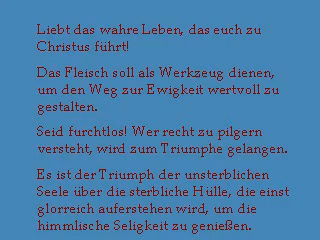 Liebt das wahre Leben, das euch zu
Christus führt!
Das Fleisch soll als Werkzeug dienen,
um den Weg zur Ewigkeit wertvoll zu
gestalten.
Seid furchtlos! Wer recht zu pilgern
versteht, wird zum Triumphe gelangen.
Es ist der Triumph der unsterblichen
Seele über die sterbliche Hülle, die einst
glorreich auferstehen wird, um die
himmlische Seligkeit zu genießen.